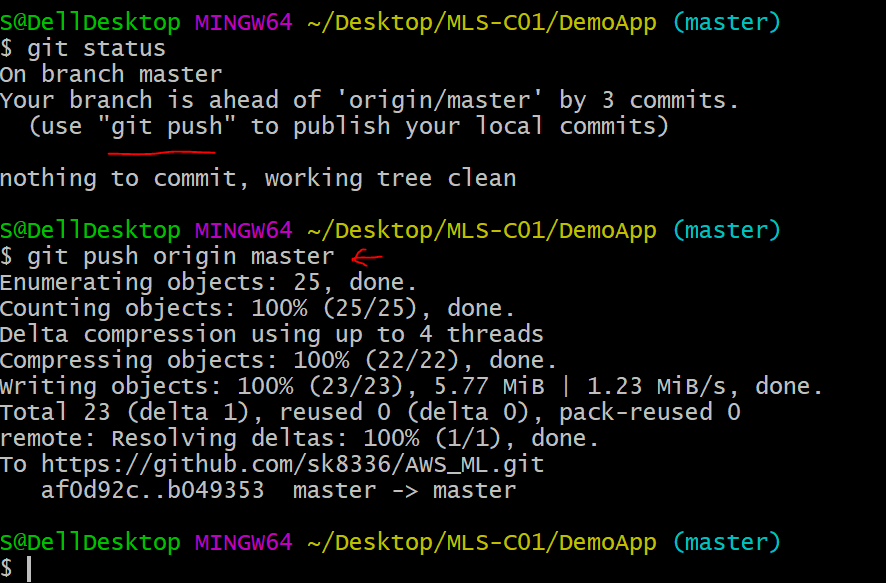 S@DellDesktop MINGW64 ~/Desktop/MLS-C01/DemoApp (master)
$ git status
On branch master
Your branch is ahead of 'origin/master' by 3 commits.
  (use "git push" to publish your local commits)
nothing to commit, working tree clean
S@DellDesktop MINGW64 ~/Desktop/MLS-C01/DemoApp (master)
$ git push origin master
Enumerating objects: 25, done.
Counting objects: 100% (25/25), done.
Delta compression using up to 4 threads
Compressing objects: 100% (22/22), done.
Writing objects: 100% (23/23), 5.77 MiB | 1.23 MiB/s, done.
Total 23 (delta 1), reused 0 (delta 0), pack-reused 0
remote: Resolving deltas: 100% (1/1), done.
To https://github.com/sk8336/AWS_ML.git
   af0d92c..b049353  master -> master
S@DellDesktop MINGW64 ~/Desktop/MLS-C01/DemoApp (master)
$